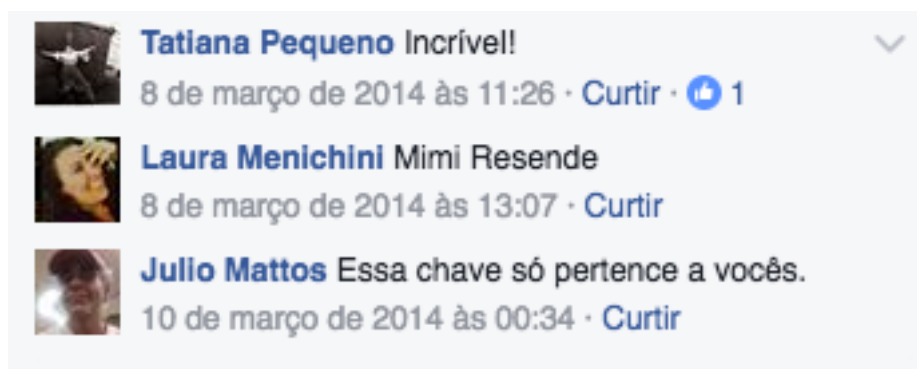 Tatiana Pequeno Incrível!
8 de março de 2014 às 11:26 · Curtir · 1
Laura Menichini Mimi Resende
8 de março de 2014 às 13:07 · Curtir
Julio Mattos Essa chave só pertence a vocês.
10 de março de 2014 às 00:34 · Curtir